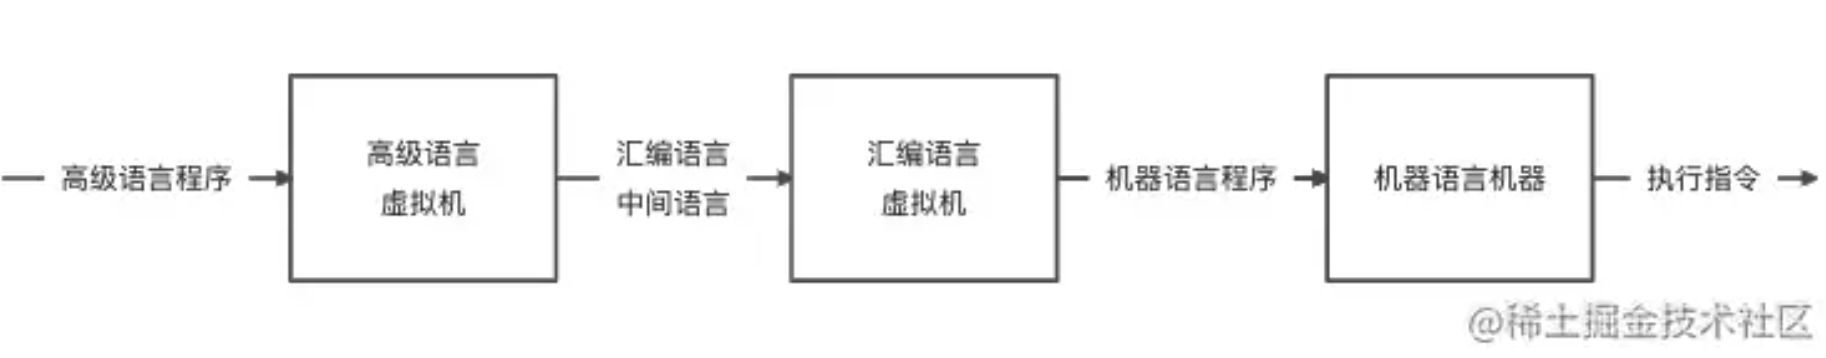 高级语言程序
高级语言
虚拟机
汇编语言
中间语言
汇编语言
虚拟机
机器语言程序
机器语言机器
执行指令
@稀土掘金技术社区